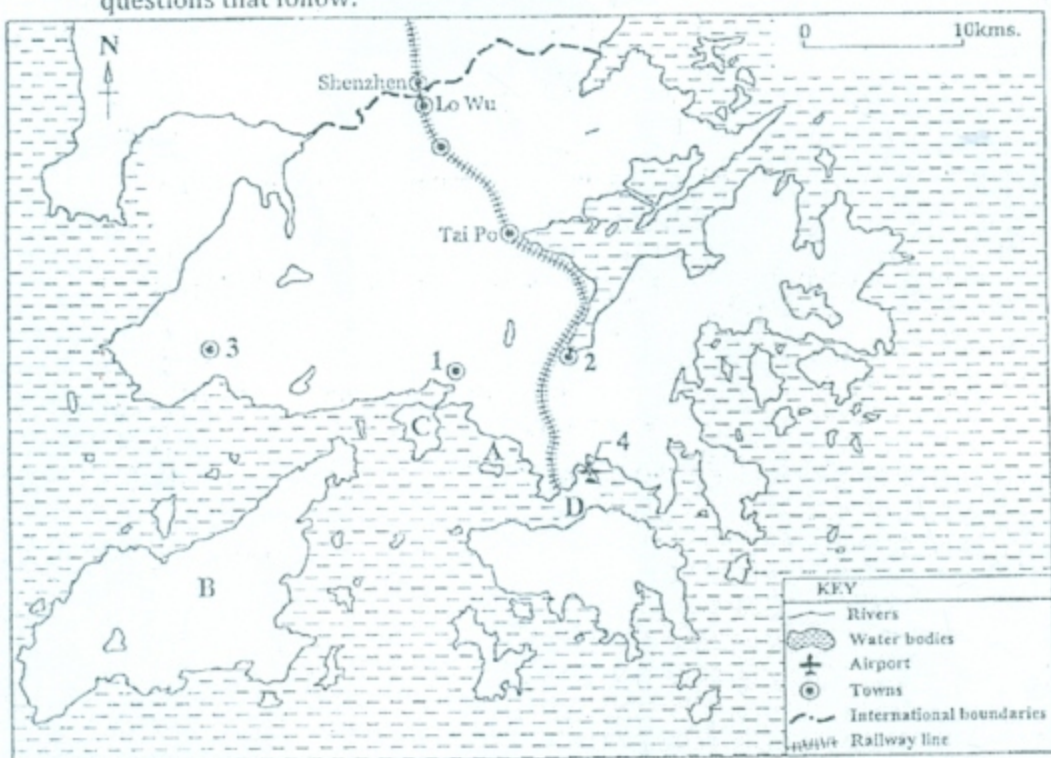 questions that follow.
N
0 10kms.
Shenzhen
Lo Wu
Tai Po
3
1
2
C
A
4
D
B
KEY
Rivers
Water bodies
Airport
Towns
International boundaries
Railway line